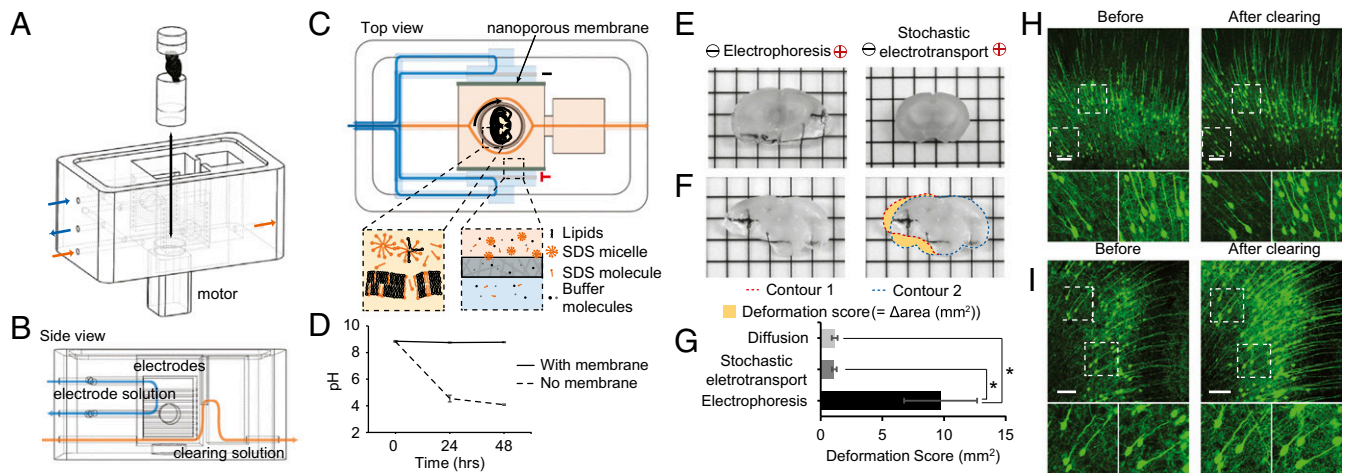 A
motor
B
Side view
electrodes
electrode solution
clearing solution
C
Top view
nanoporous membrane
Lipids
SDS micelle
SDS molecule
Buffer
molecules
D
pH
10
8
6
4
2
0
24
48
Time (hrs)
With membrane
No membrane
E
Electrophoresis
Stochastic
electrotransport
F
Contour 1
Contour 2
Deformation score (= Δarea (mm²))
G
Diffusion
Stochastic
eletrotransport
Electrophoresis
*
*
0
5
10
15
Deformation Score (mm²)
H
Before
After clearing
I
Before
After clearing